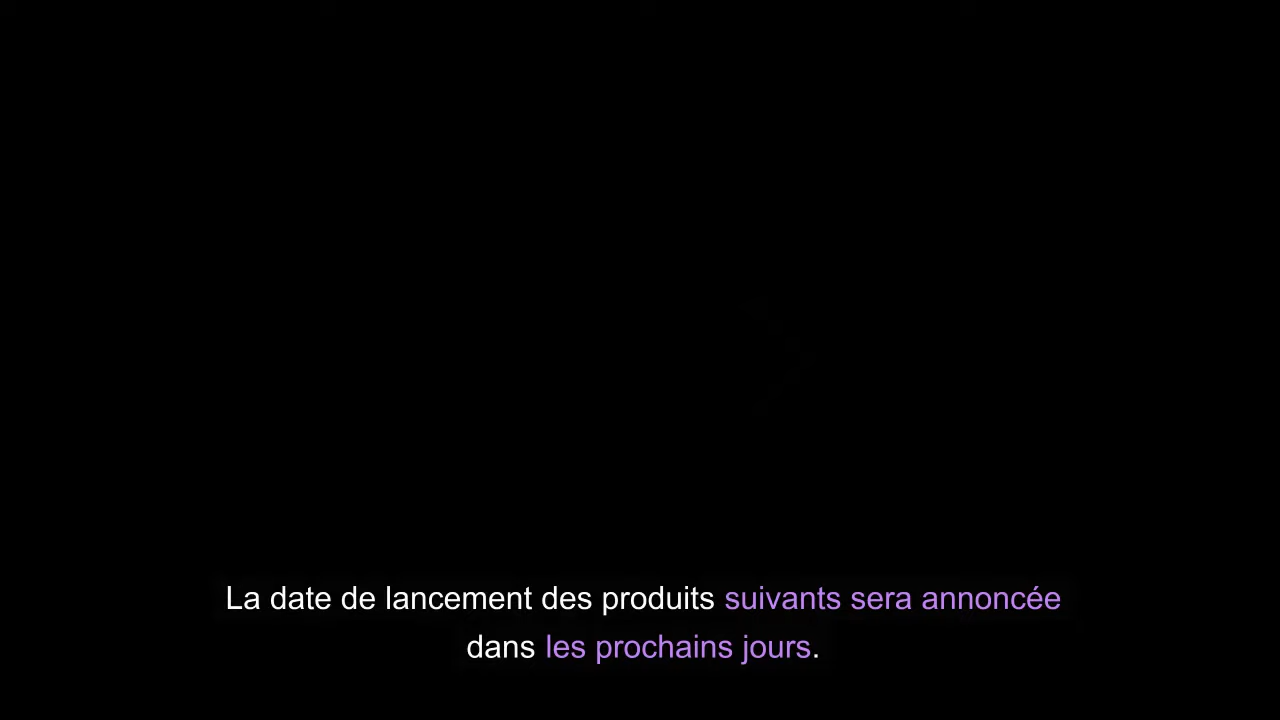 La date de lancement des produits suivants sera annoncée
dans les prochains jours.